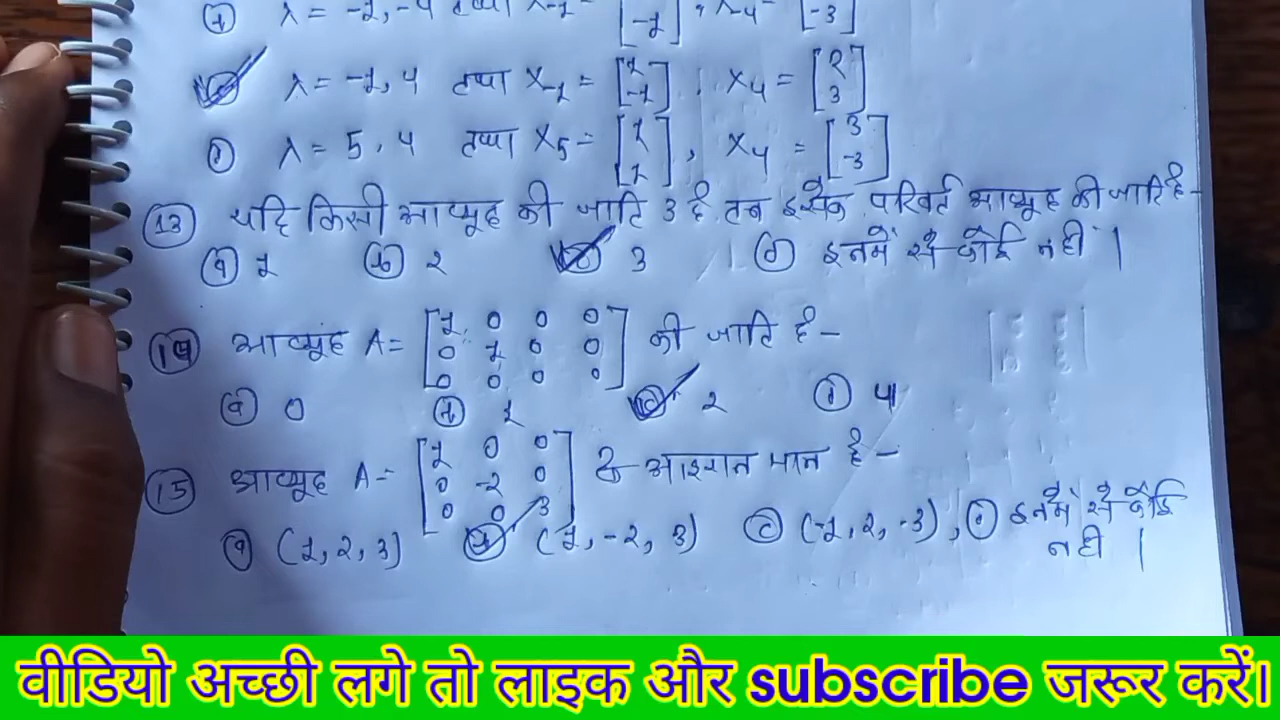 λ = -1, -4 तथा
λ = -1, 4 तथा X-1 = [1 -1], X4 = [2 3]
(d) λ = 5, 4 तथा X5 = [1 1], X4 = [3 -3]
(13) यदि किसी आव्यूह की जाति 3 है तब इसके परिवर्त आव्यूह की जाति है-
(a) 1 (b) 2 (c) 3 (d) इनमें से कोई नहीं।
(14) आव्यूह A = [1 0 0 0
0 1 0 0
0 0 0 0] की जाति है-
(a) 0 (b) 1 (c) 2 (d) 4
(15) आव्यूह A = [1 0 0
0 -2 0
0 0 3] के आइगन मान है-
(a) (1, 2, 3) (b) (1, -2, 3) (c) (-1, 2, -3), (d) इनमें से कोई
नहीं।
वीडियो अच्छी लगे तो लाइक और subscribe जरूर करें।